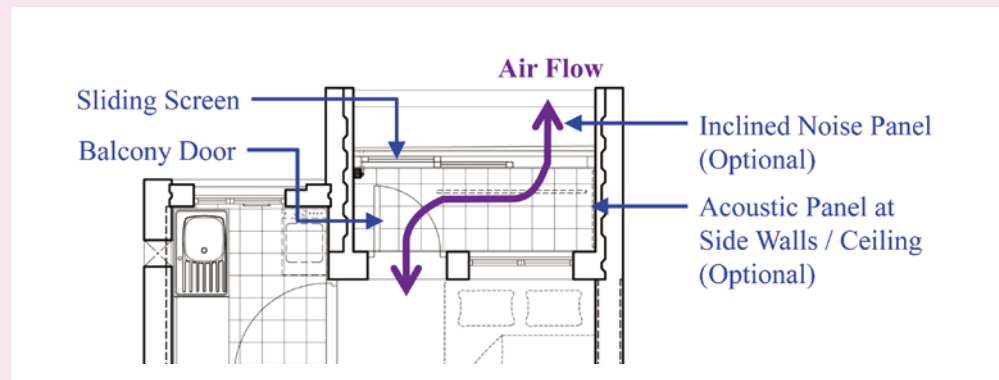 Air Flow
Sliding Screen
Balcony Door
Inclined Noise Panel
(Optional)
Acoustic Panel at
Side Walls / Ceiling
(Optional)